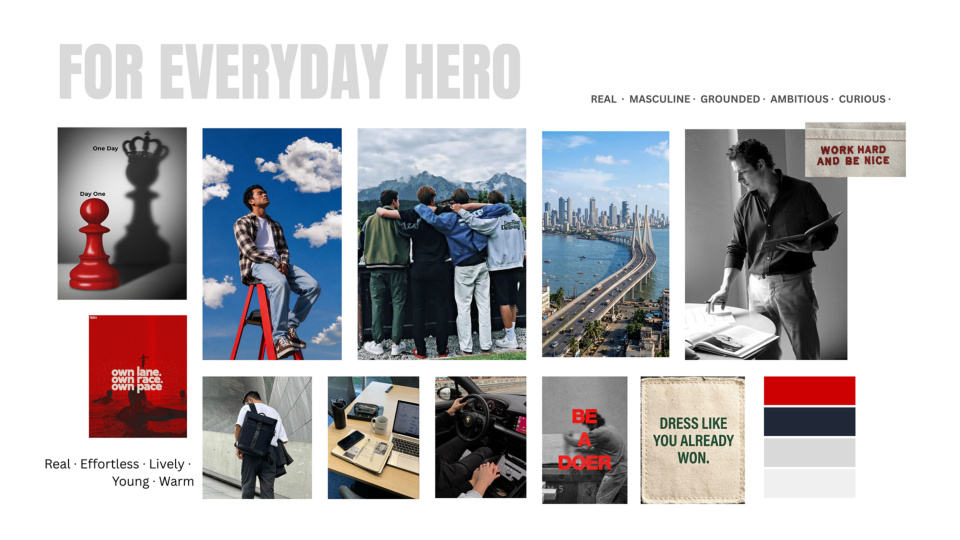 FOR EVERYDAY HERO
REAL · MASCULINE · GROUNDED · AMBITIOUS · CURIOUS ·
One Day
Day One
WORK HARD
AND BE NICE
own lane.
own race.
own pace
Real · Effortless · Lively ·
Young · Warm
BE
A
DOER
DRESS LIKE
YOU ALREADY
WON.